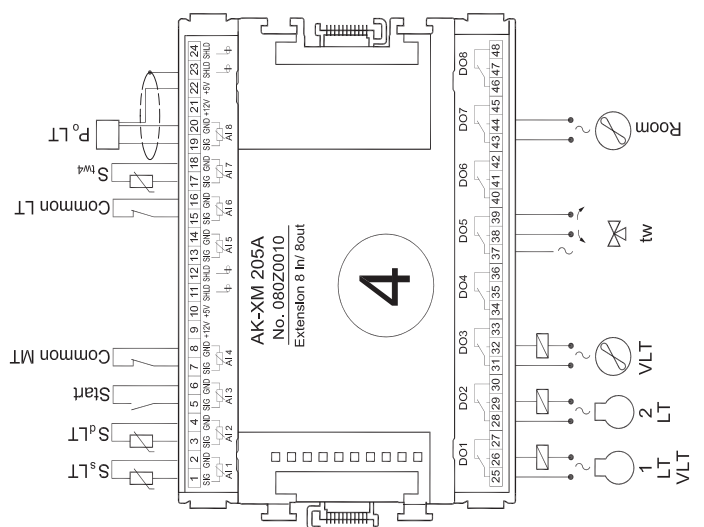 P₀ LT
Stw4
Common LT
Common MT
Start
SdLT
SsLT
24 SHLD
23 SHLD
22 +5V
21 +12V
20 GND
19 SIG
AI 8
18 GND
17 SIG
AI 7
16 GND
15 SIG
AI 6
14 GND
13 SIG
AI 5
12 SHLD
11 SHLD
10 +5V
9 +12V
8 GND
7 SIG
AI 4
6 GND
5 SIG
AI 3
4 GND
3 SIG
AI 2
2 GND
1 SIG
AI 1
AK-XM 205A
No. 080Z0010
Extension 8 In/ 8out
4
DO8
48
47
46
DO7
45
44
43
DO6
42
41
40
DO5
39
38
37
DO4
36
35
34
DO3
33
32
31
DO2
30
29
28
DO1
27
26
25
~
Room
~
tw
~
VLT
~
2
LT
~
1
LT
VLT